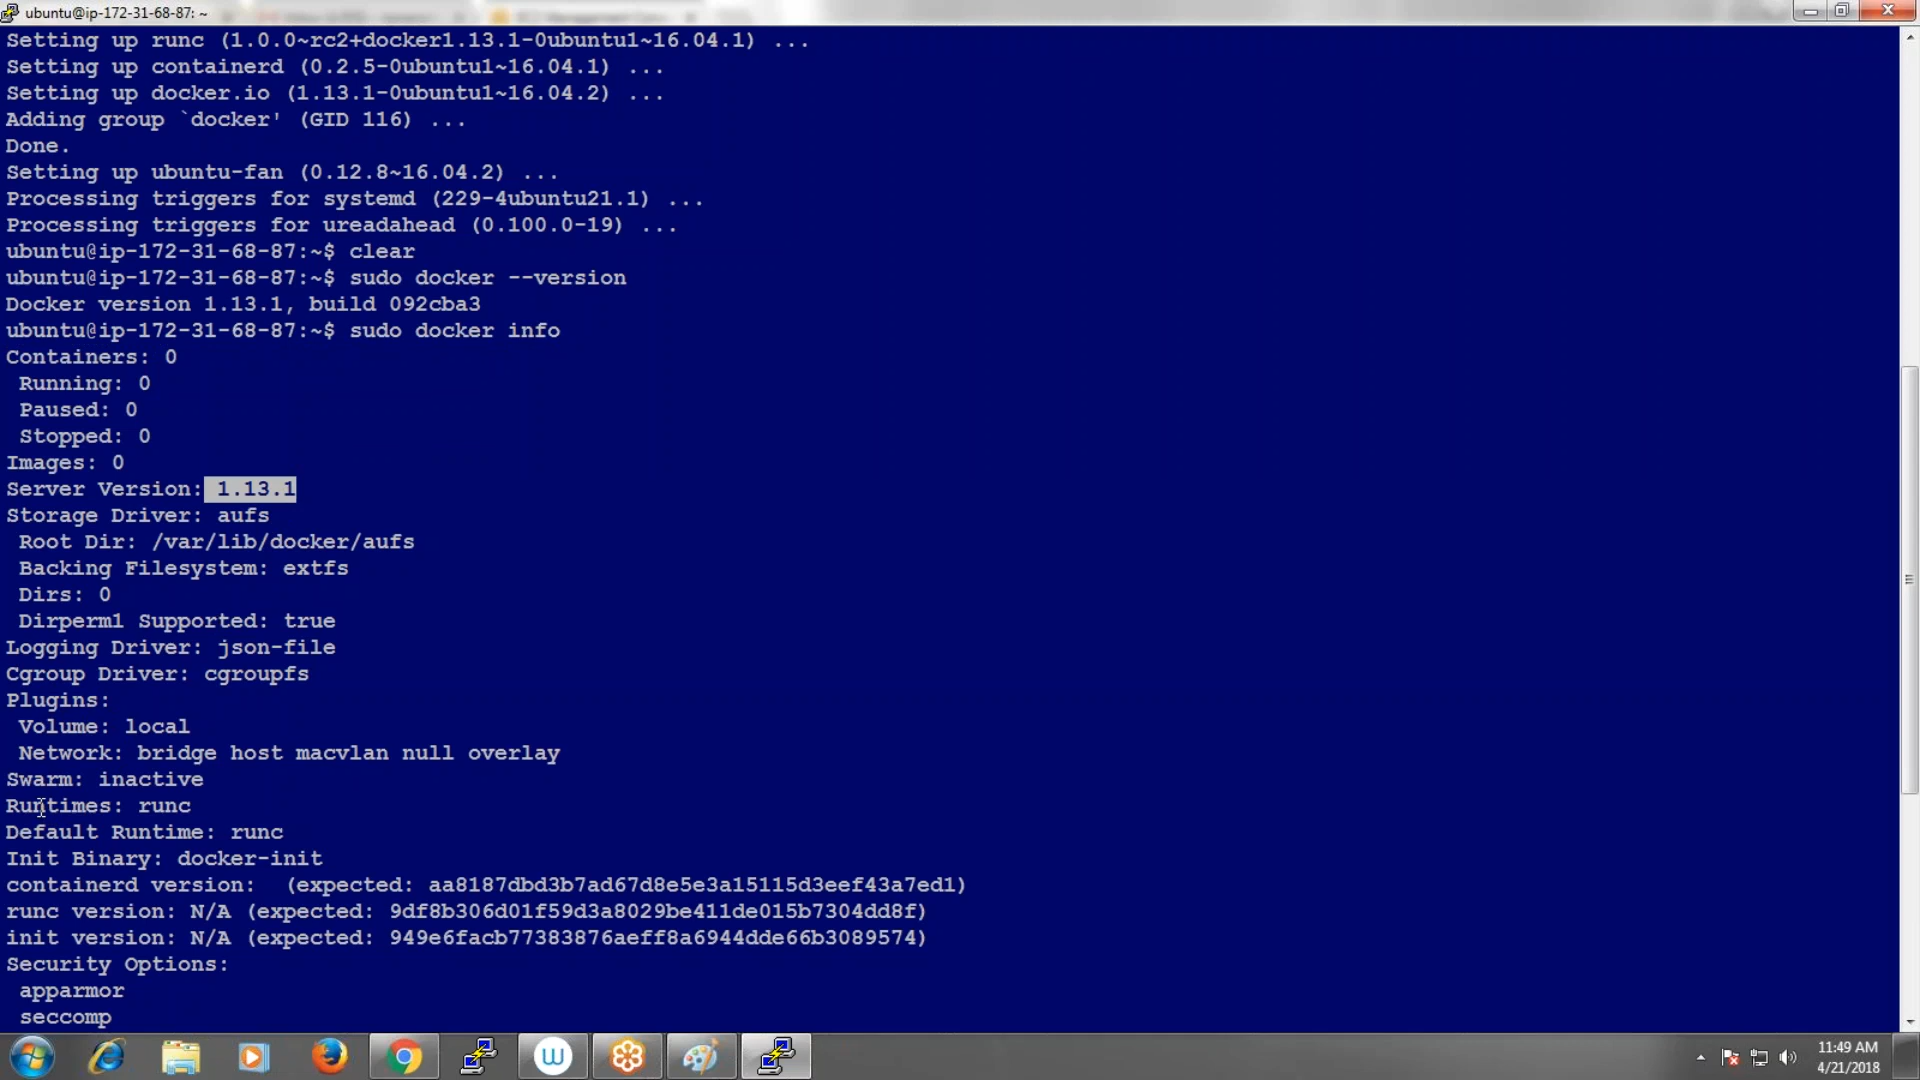 ubuntu@ip-172-31-68-87: ~
Setting up runc (1.0.0~rc2+docker1.13.1-0ubuntu1~16.04.1) ...
Setting up containerd (0.2.5-0ubuntu1~16.04.1) ...
Setting up docker.io (1.13.1-0ubuntu1~16.04.2) ...
Adding group `docker' (GID 116) ...
Done.
Setting up ubuntu-fan (0.12.8~16.04.2) ...
Processing triggers for systemd (229-4ubuntu21.1) ...
Processing triggers for ureadahead (0.100.0-19) ...
ubuntu@ip-172-31-68-87:~$ clear
ubuntu@ip-172-31-68-87:~$ sudo docker --version
Docker version 1.13.1, build 092cba3
ubuntu@ip-172-31-68-87:~$ sudo docker info
Containers: 0
 Running: 0
 Paused: 0
 Stopped: 0
Images: 0
Server Version: 1.13.1
Storage Driver: aufs
 Root Dir: /var/lib/docker/aufs
 Backing Filesystem: extfs
 Dirs: 0
 Dirperm1 Supported: true
Logging Driver: json-file
Cgroup Driver: cgroupfs
Plugins:
 Volume: local
 Network: bridge host macvlan null overlay
Swarm: inactive
Runtimes: runc
Default Runtime: runc
Init Binary: docker-init
containerd version:  (expected: aa8187dbd3b7ad67d8e5e3a15115d3eef43a7ed1)
runc version: N/A (expected: 9df8b306d01f59d3a8029be411de015b7304dd8f)
init version: N/A (expected: 949e6facb77383876aeff8a6944dde66b3089574)
Security Options:
 apparmor
 seccomp
11:49 AM
4/21/2018